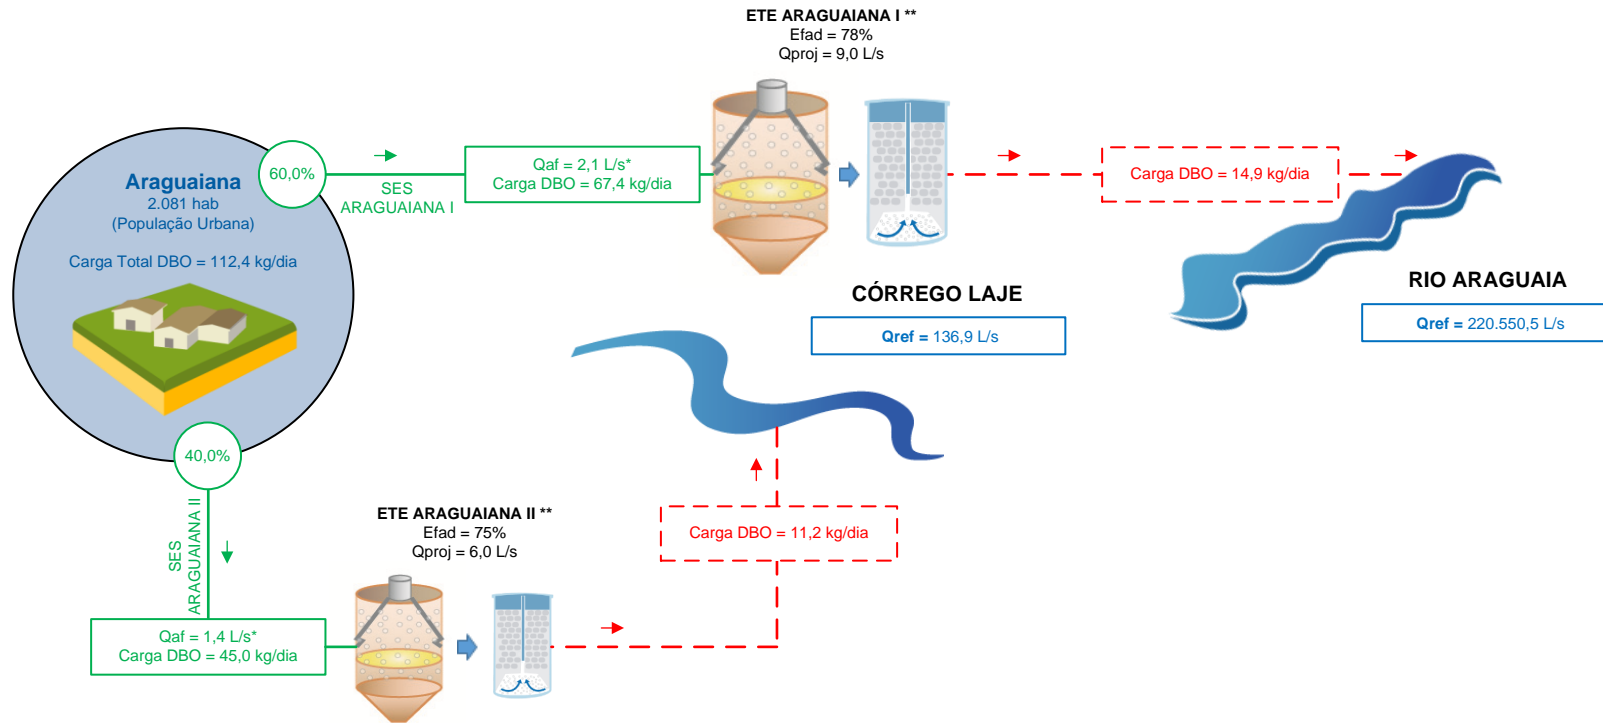 ETE ARAGUAIANA I **
Efad = 78%
Qproj = 9,0 L/s
60,0%
SES
ARAGUAIANA I
Qaf = 2,1 L/s*
Carga DBO = 67,4 kg/dia
Carga DBO = 14,9 kg/dia
Araguaiana
2.081 hab
(População Urbana)
Carga Total DBO = 112,4 kg/dia
CÓRREGO LAJE
Qref = 136,9 L/s
RIO ARAGUAIA
Qref = 220.550,5 L/s
40,0%
SES
ARAGUAIANA II
ETE ARAGUAIANA II **
Efad = 75%
Qproj = 6,0 L/s
Carga DBO = 11,2 kg/dia
Qaf = 1,4 L/s*
Carga DBO = 45,0 kg/dia